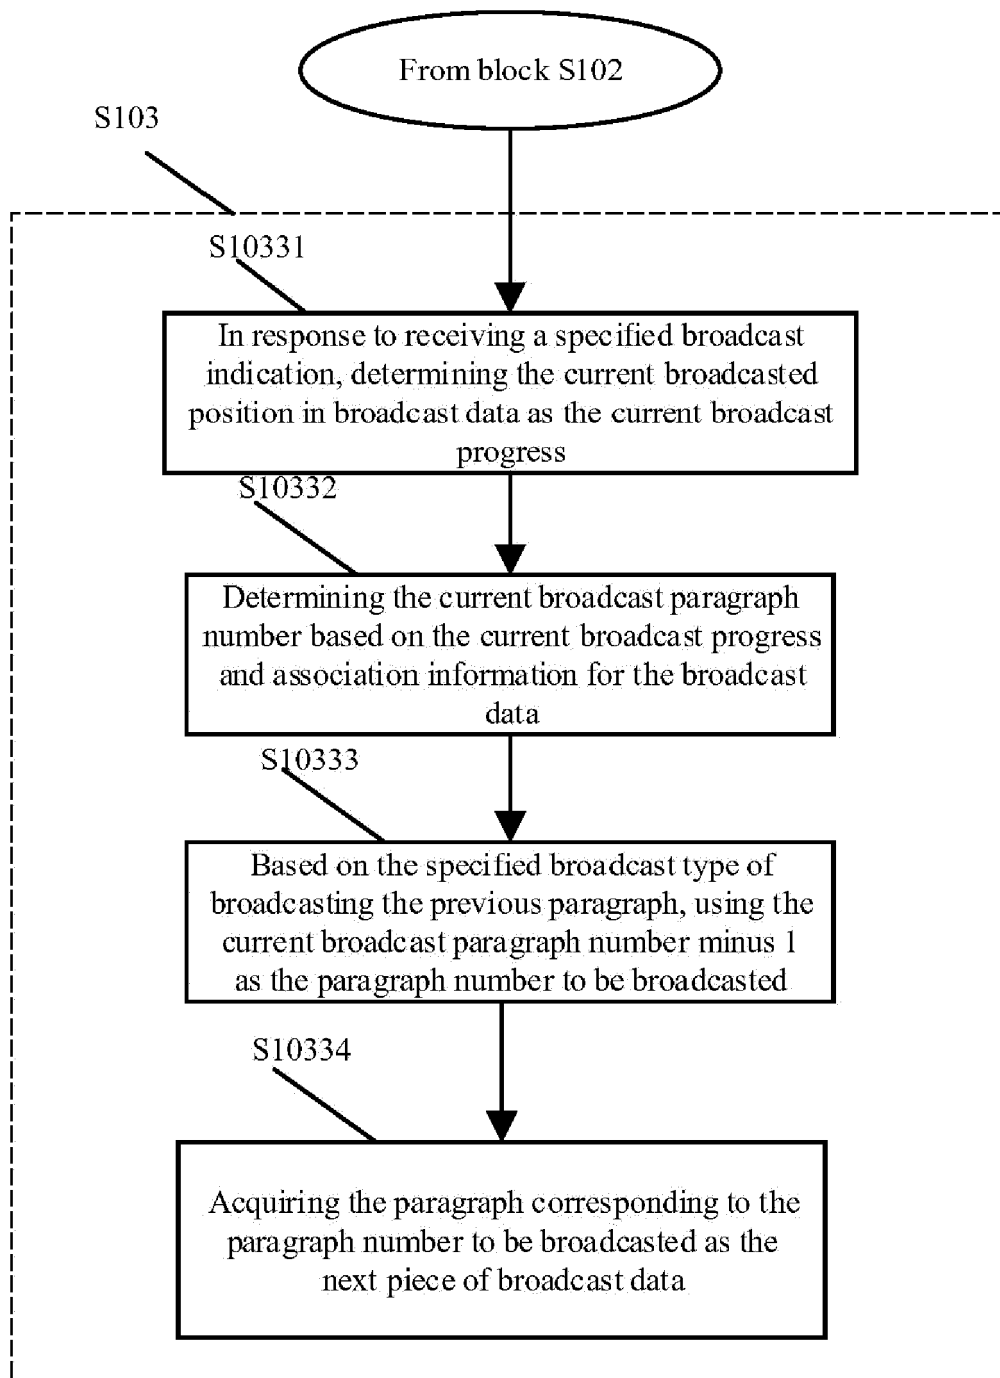 From block S102
S103
S10331
In response to receiving a specified broadcast
indication, determining the current broadcasted
position in broadcast data as the current broadcast
progress
S10332
Determining the current broadcast paragraph
number based on the current broadcast progress
and association information for the broadcast
data
S10333
Based on the specified broadcast type of
broadcasting the previous paragraph, using the
current broadcast paragraph number minus 1
as the paragraph number to be broadcasted
S10334
Acquiring the paragraph corresponding to the
paragraph number to be broadcasted as the
next piece of broadcast data